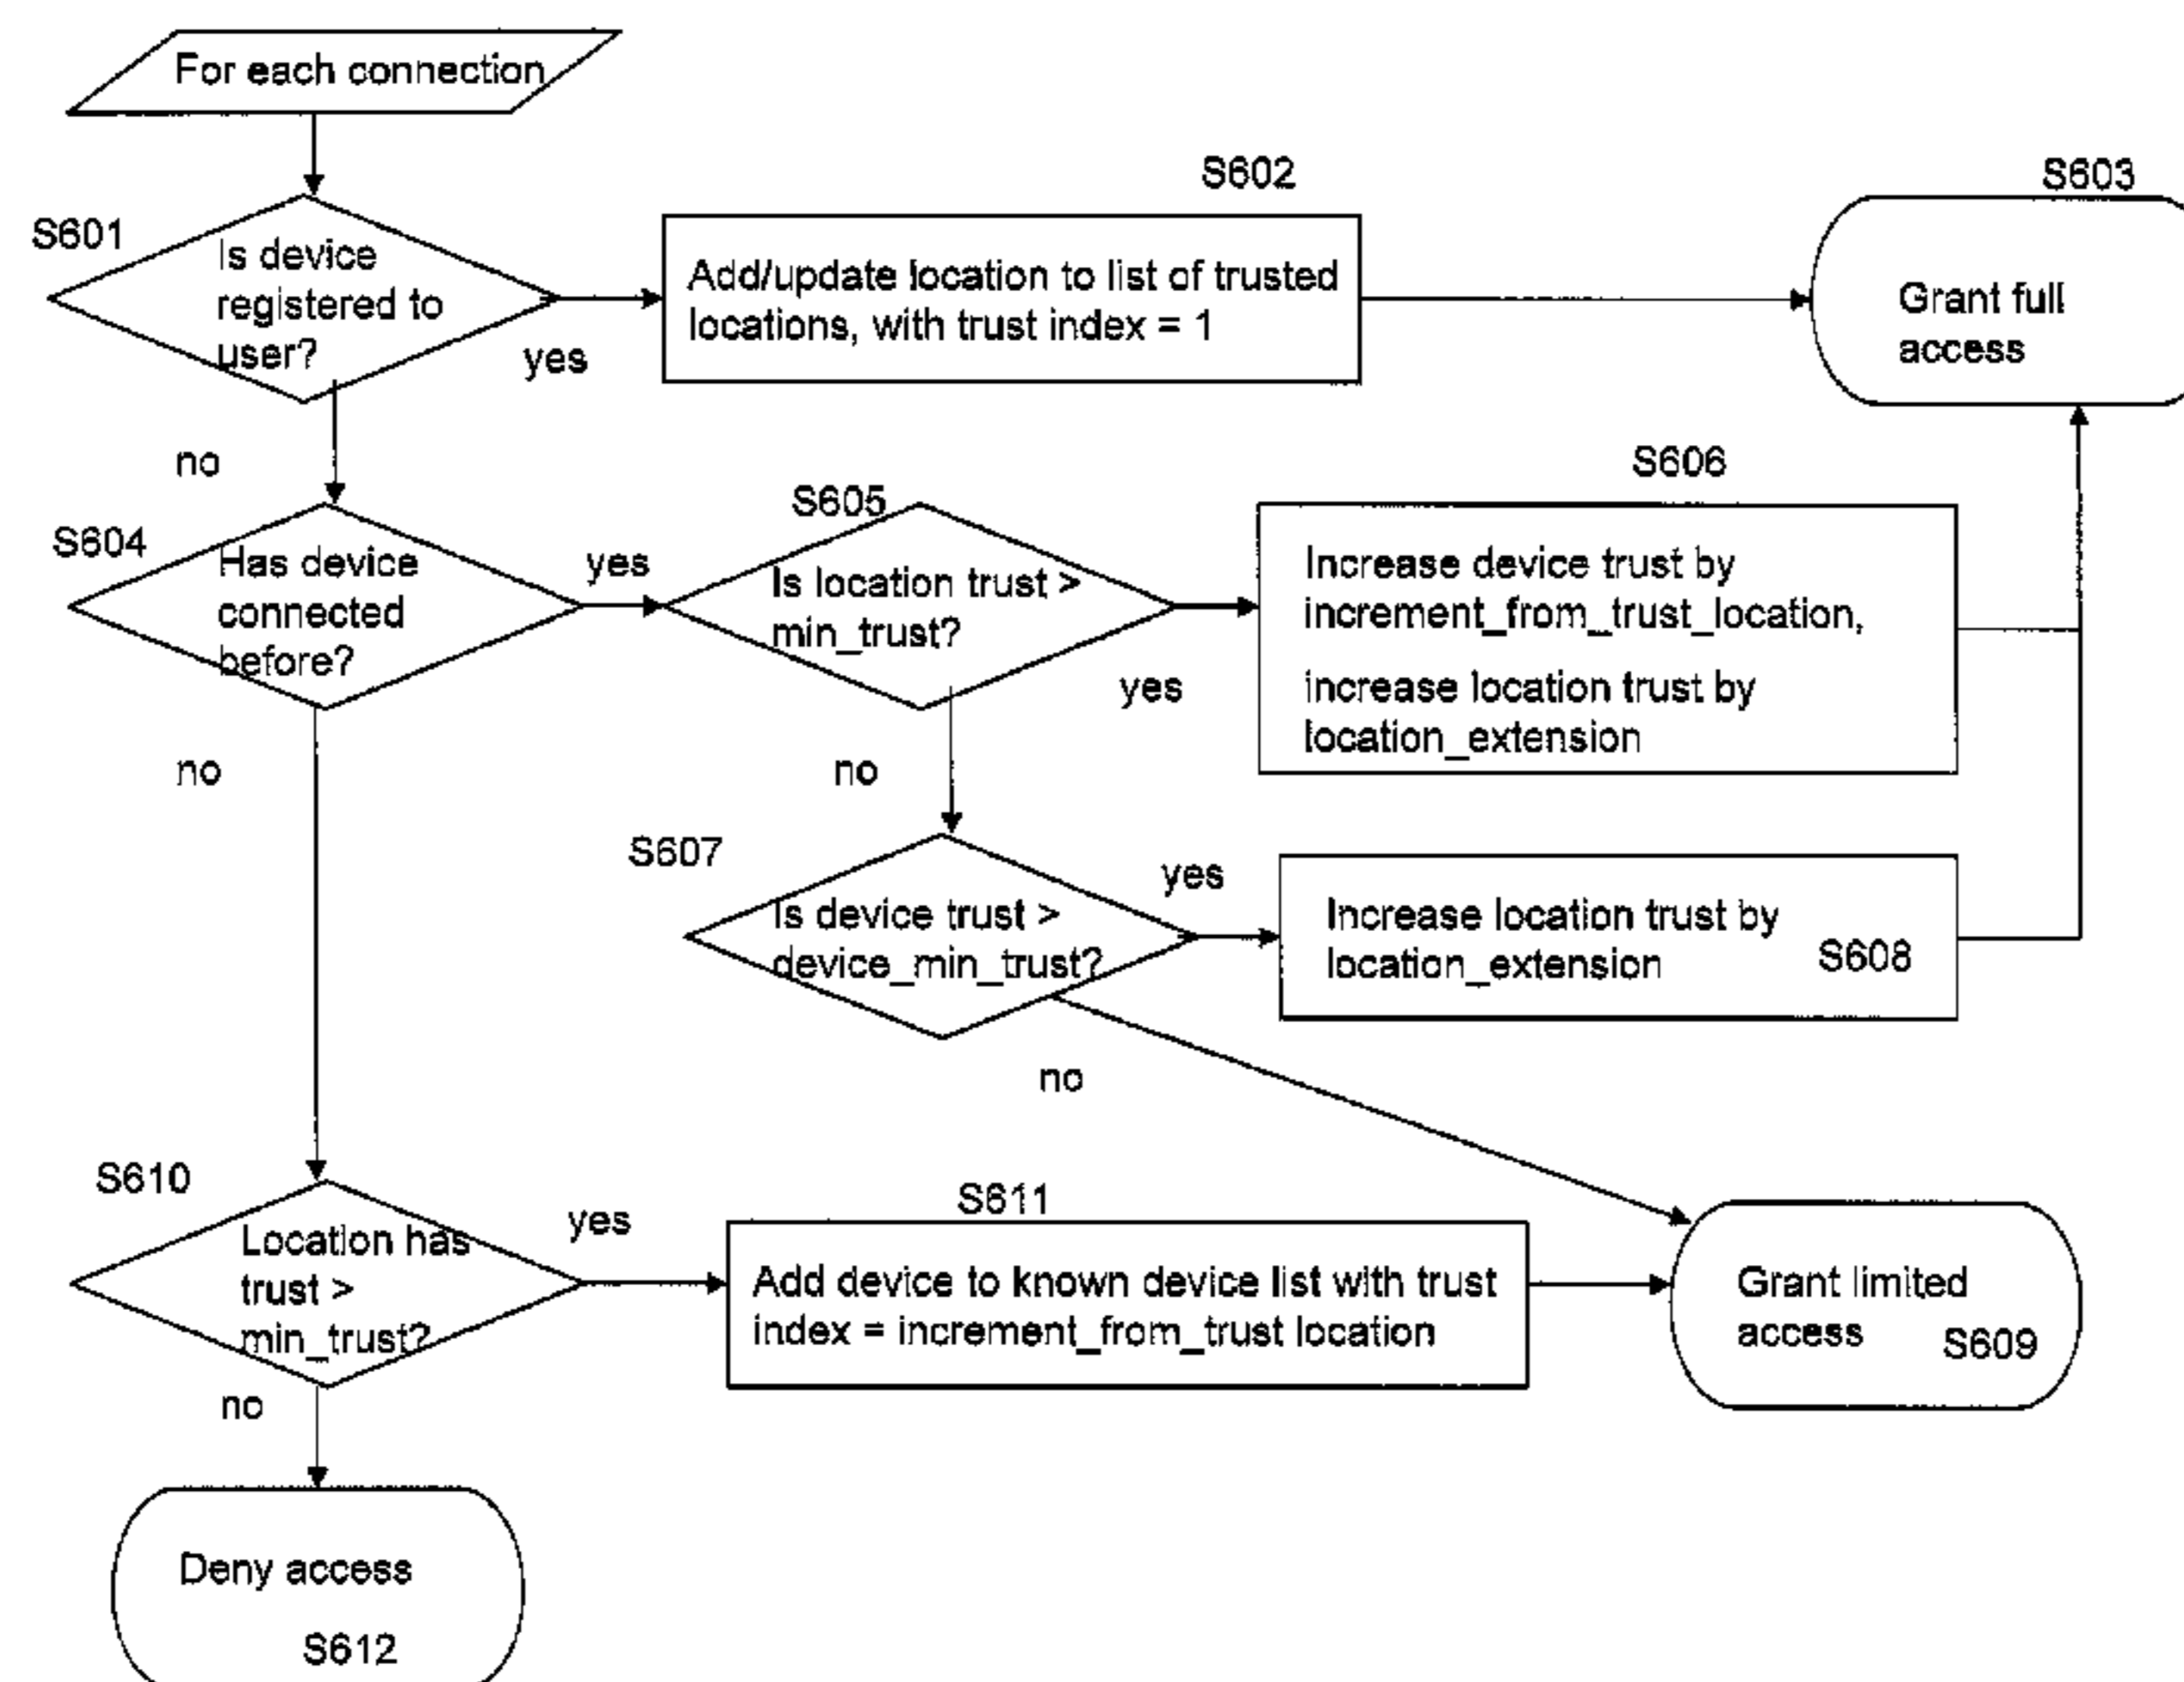 For each connection
S601
Is device
registered to
user?
yes
no
S602
Add/update location to list of trusted
locations, with trust index = 1
S603
Grant full
access
S604
Has device
connected
before?
yes
no
S605
Is location trust >
min_trust?
yes
no
S606
Increase device trust by
increment_from_trust_location,
increase location trust by
location_extension
S607
Is device trust >
device_min_trust?
yes
no
Increase location trust by
location_extension
S608
S610
Location has
trust >
min_trust?
yes
no
S611
Add device to known device list with trust
index = increment_from_trust location
Grant limited
access
S609
Deny access
S612